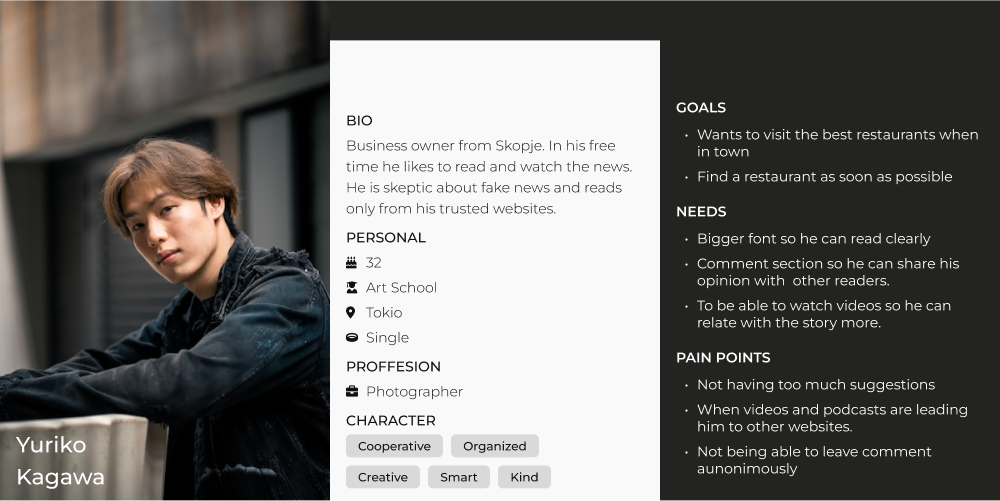 Yuriko
Kagawa
BIO
Business owner from Skopje. In his free
time he likes to read and watch the news.
He is skeptic about fake news and reads
only from his trusted websites.
PERSONAL
32
Art School
Tokio
Single
PROFFESION
Photographer
CHARACTER
Cooperative Organized
Creative Smart Kind
GOALS
• Wants to visit the best restaurants when
in town
• Find a restaurant as soon as possible
NEEDS
• Bigger font so he can read clearly
• Comment section so he can share his
opinion with other readers.
• To be able to watch videos so he can
relate with the story more.
PAIN POINTS
• Not having too much suggestions
• When videos and podcasts are leading
him to other websites.
• Not being able to leave comment
aunonimously